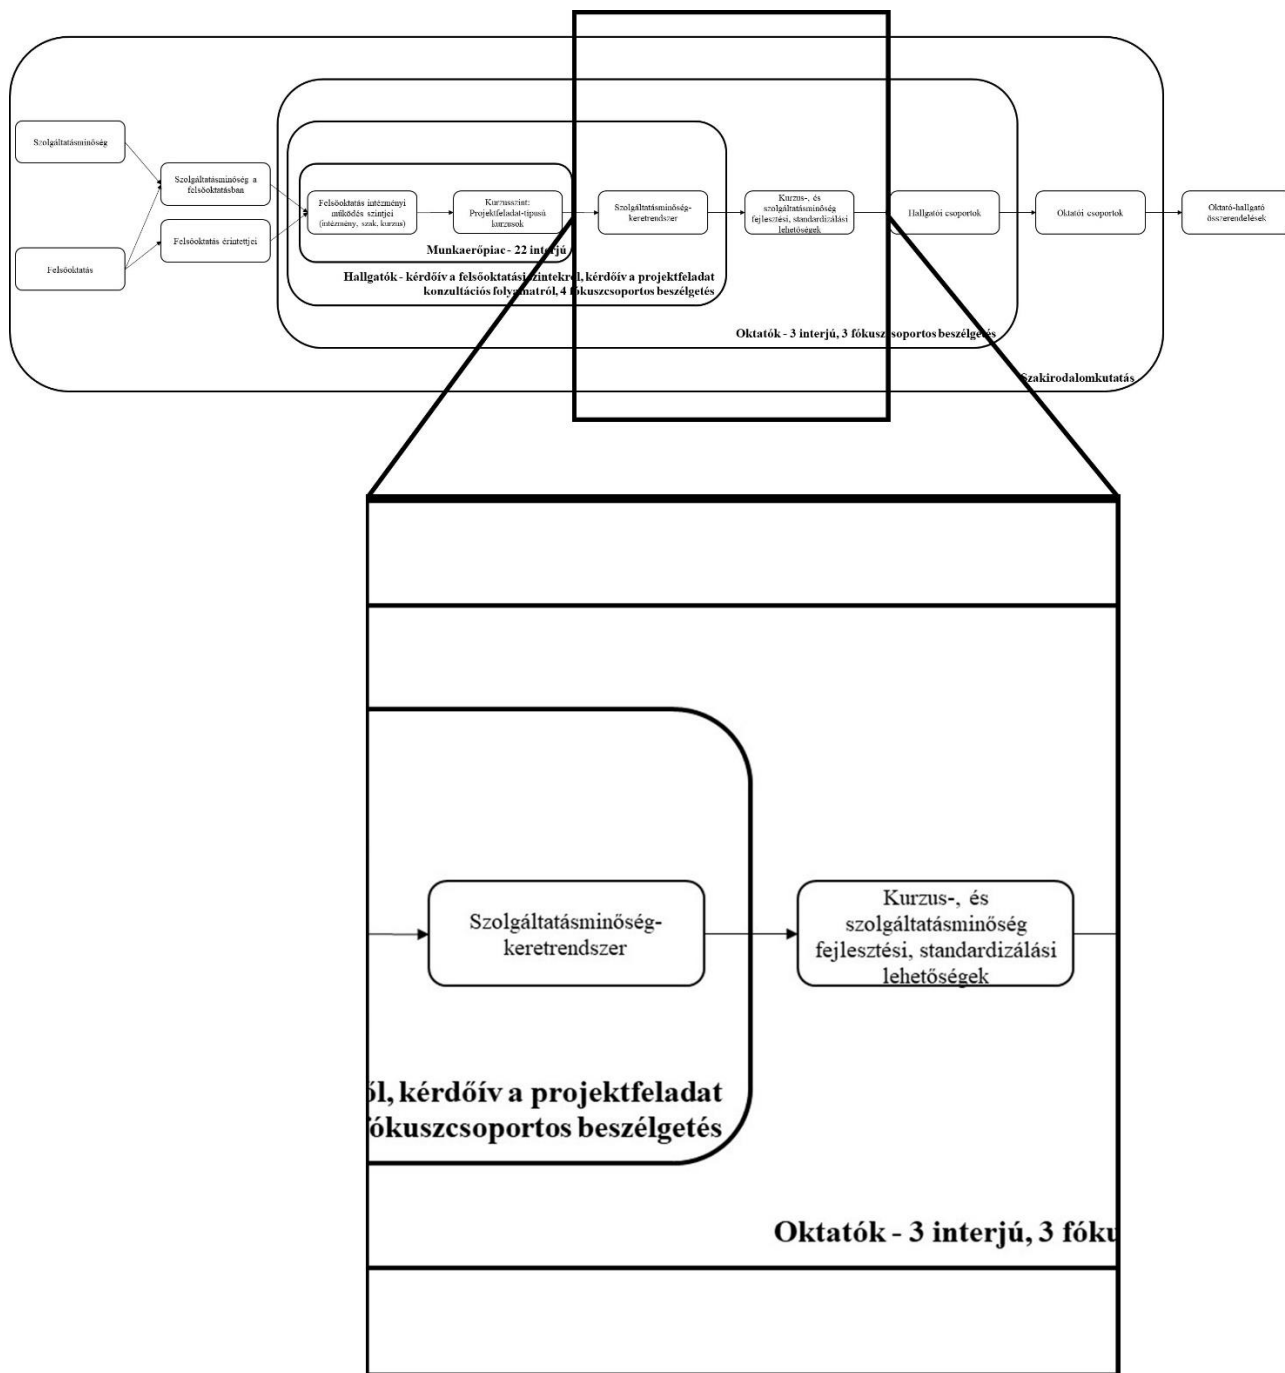 Szolgáltatásminőség
Felsőoktatás
Szolgáltatásminőség a
felsőoktatásban
Felsőoktatás érintettjei
Felsőoktatás intézményi
működés szintjei
(intézmény, szak, kurzus)
Kurzusszint:
Projektfeladat-típusú
kurzusok
Szolgáltatásminőség-
keretrendszer
Kurzus-, és
szolgáltatásminőség
fejlesztési, standardizálási
lehetőségek
Hallgatói csoportok
Oktatói csoportok
Oktató-hallgató
összerendelések
Munkaerőpiac - 22 interjú
Hallgatók - kérdőív a felsőoktatási szintekről, kérdőív a projektfeladat
konzultációs folyamatról, 4 fókuszcsoportos beszélgetés
Oktatók - 3 interjú, 3 fókuszcsoportos beszélgetés
Szakirodalomkutatás
Szolgáltatásminőség-
keretrendszer
Kurzus-, és
szolgáltatásminőség
fejlesztési, standardizálási
lehetőségek
ől, kérdőív a projektfeladat
fókuszcsoportos beszélgetés
Oktatók - 3 interjú, 3 fóku